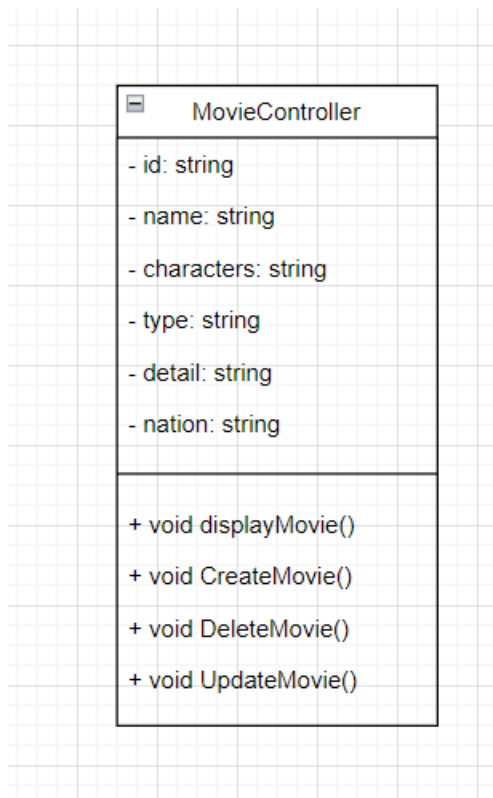 MovieController
- id: string
- name: string
- characters: string
- type: string
- detail: string
- nation: string
+ void displayMovie()
+ void CreateMovie()
+ void DeleteMovie()
+ void UpdateMovie()